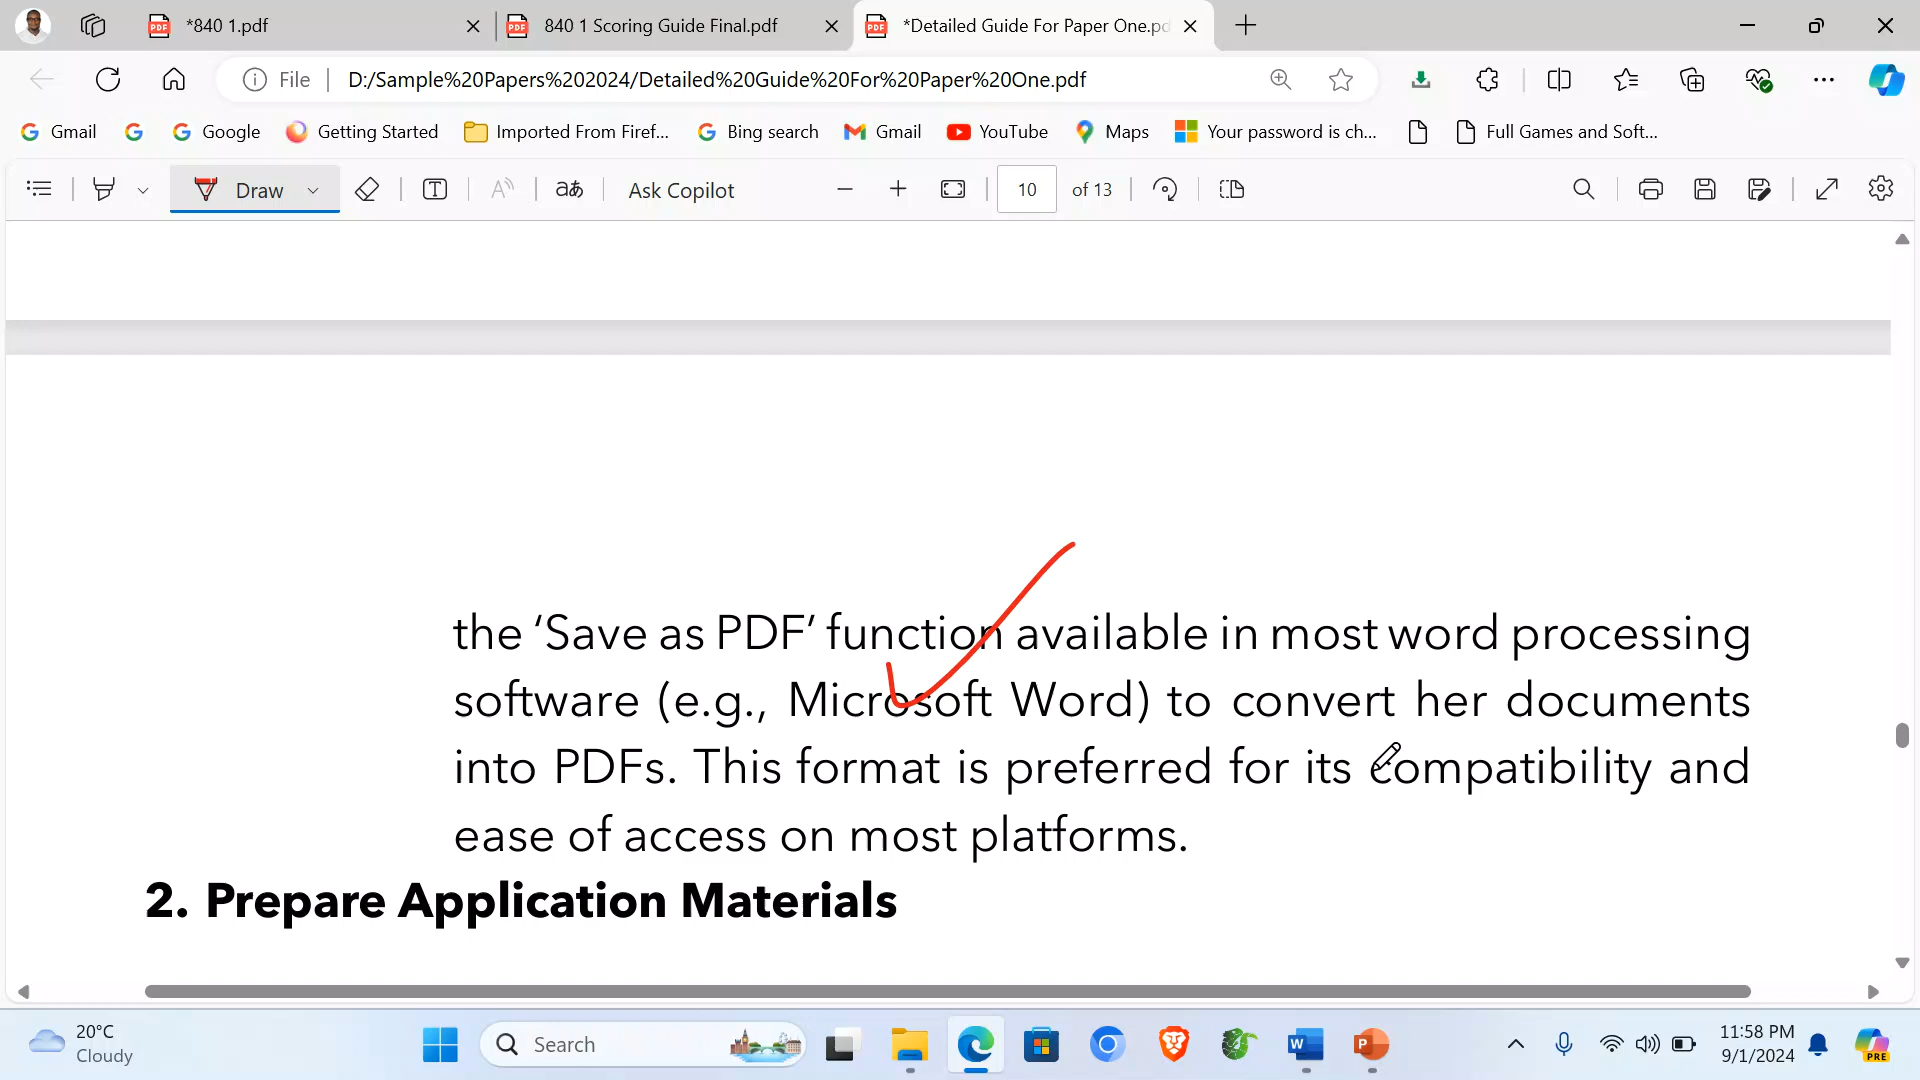 *840 1.pdf
840 1 Scoring Guide Final.pdf
*Detailed Guide For Paper One.pd
File
D:/Sample%20Papers%202024/Detailed%20Guide%20For%20Paper%20One.pdf
Gmail
Google
Getting Started
Imported From Firef...
Bing search
Gmail
YouTube
Maps
Your password is ch...
Full Games and Soft...
Draw
Ask Copilot
10
of 13
the ‘Save as PDF’ function available in most word processing
software (e.g., Microsoft Word) to convert her documents
into PDFs. This format is preferred for its compatibility and
ease of access on most platforms.
2. Prepare Application Materials
20°C
Cloudy
Search
11:58 PM
9/1/2024
PRE